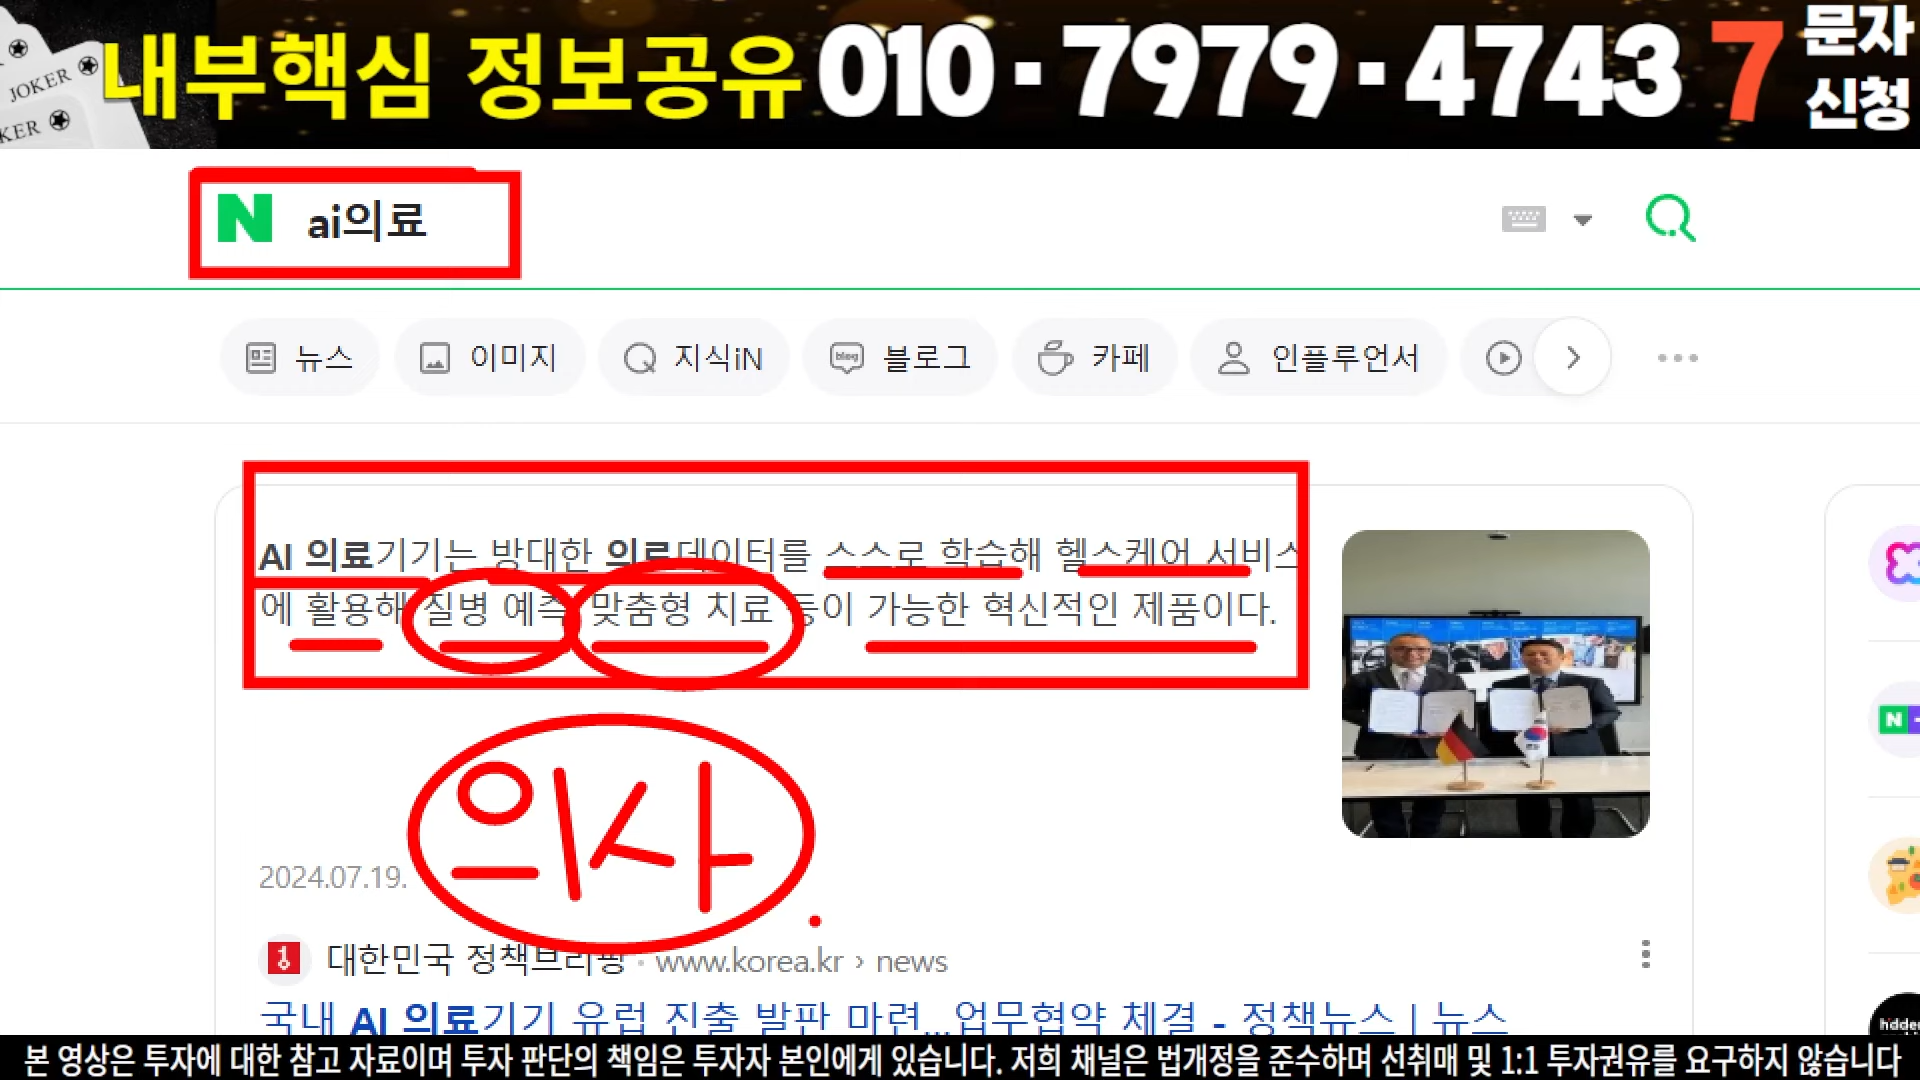 JOKER
KER
내부핵심 정보공유 010·7979·4743 7 문자 신청
N ai의료
뉴스 이미지 지식iN blog 블로그 카페 인플루언서
AI 의료기기는 방대한 의료데이터를 스스로 학습해 헬스케어 서비스
에 활용해 질병 예측 맞춤형 치료 등이 가능한 혁신적인 제품이다.
의사.
2024.07.19.
대한민국 정책브리핑 · www.korea.kr › news
국내 AI 의료기기 유럽 진출 발판 마련...업무협약 체결 - 정책뉴스 | 뉴스
N
hidde
본 영상은 투자에 대한 참고 자료이며 투자 판단의 책임은 투자자 본인에게 있습니다. 저희 채널은 법개정을 준수하며 선취매 및 1:1 투자권유를 요구하지 않습니다